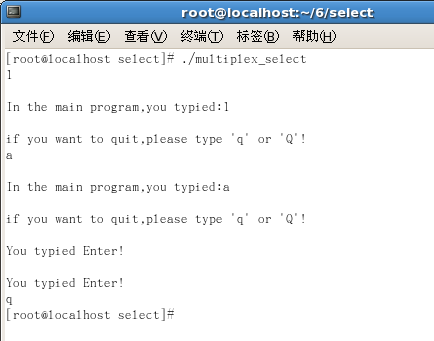 root@localhost:~/6/select
文件(F) 编辑(E) 查看(V) 终端(T) 标签(B) 帮助(H)
[root@localhost select]# ./multiplex_select
l
In the main program,you typied:l
if you want to quit,please type 'q' or 'Q'!
a
In the main program,you typied:a
if you want to quit,please type 'q' or 'Q'!
You typied Enter!
You typied Enter!
q
[root@localhost select]#